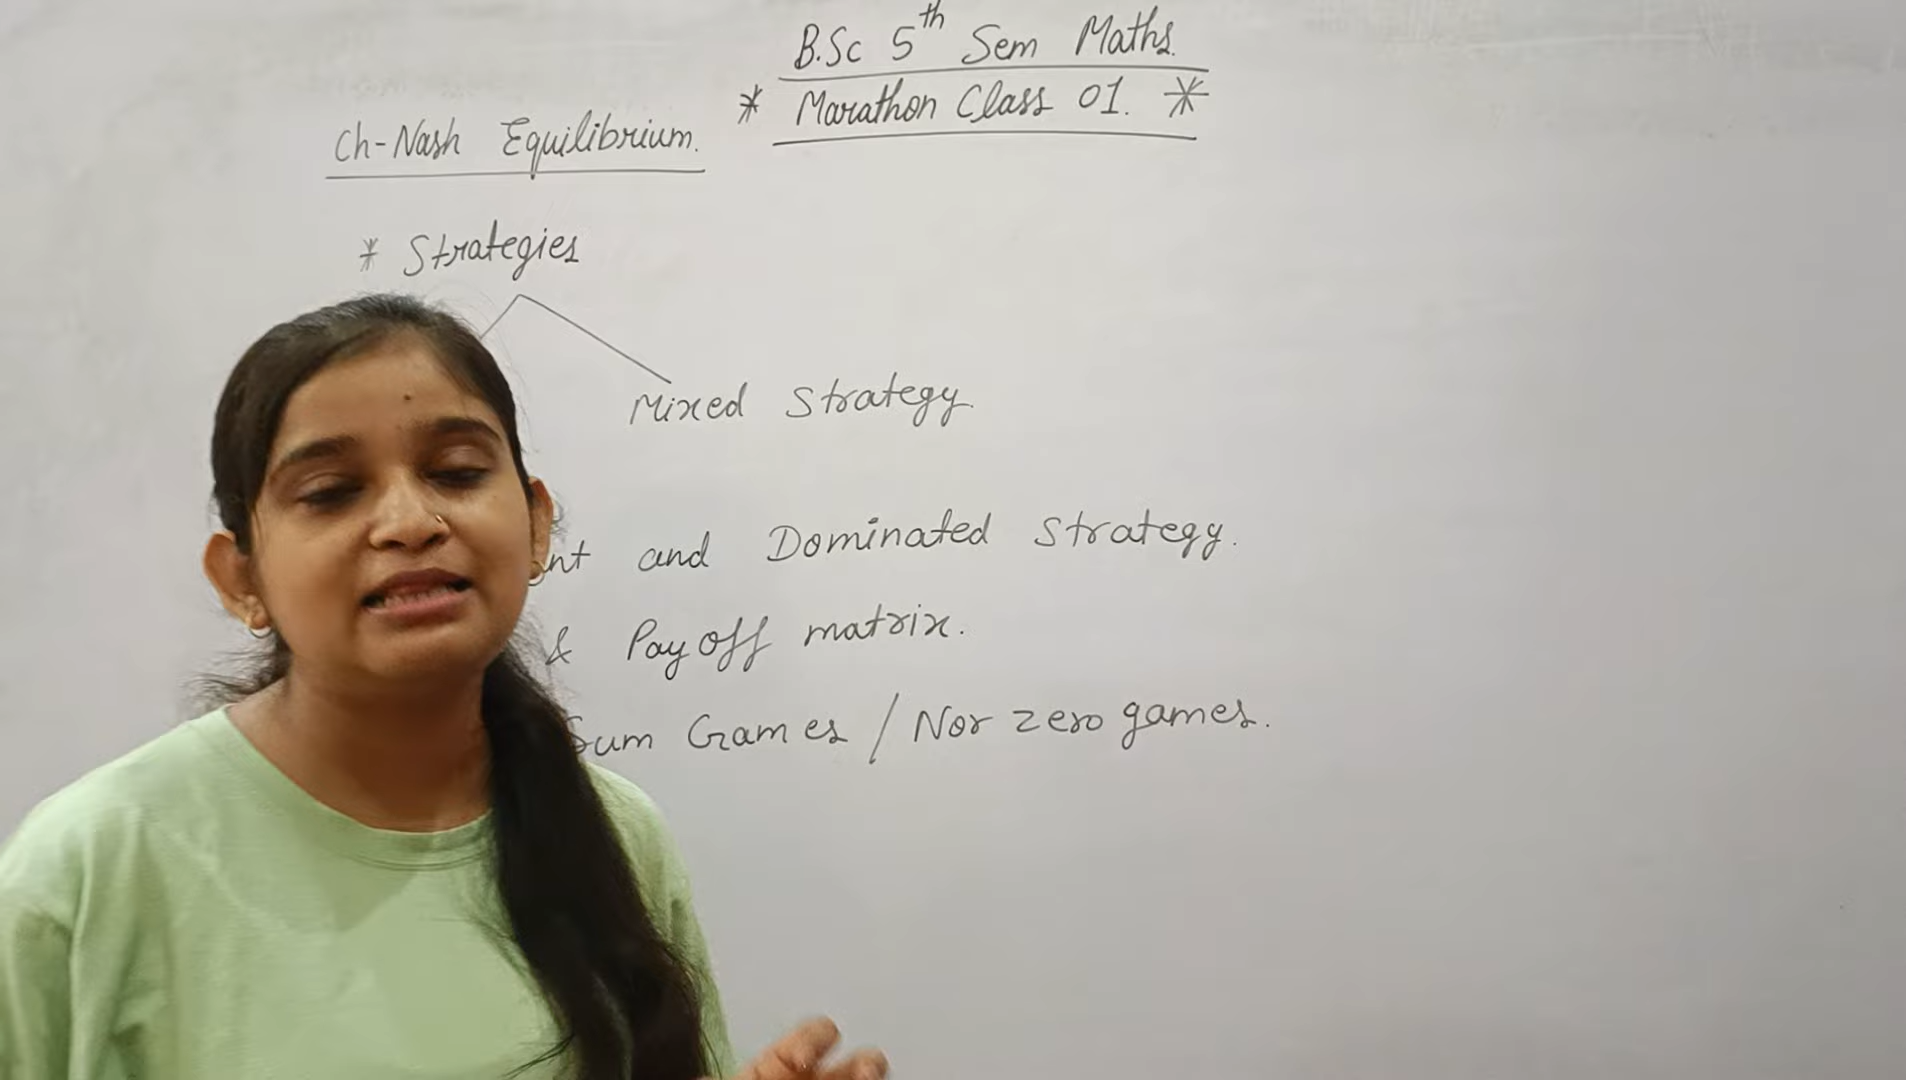 B.Sc 5th Sem Maths.
* Marathon Class 01. *
Ch-Nash Equilibrium.
* Strategies
Mixed Strategy.
nt and Dominated Strategy.
& Pay off matrix.
Sum Games / Nor zero games.